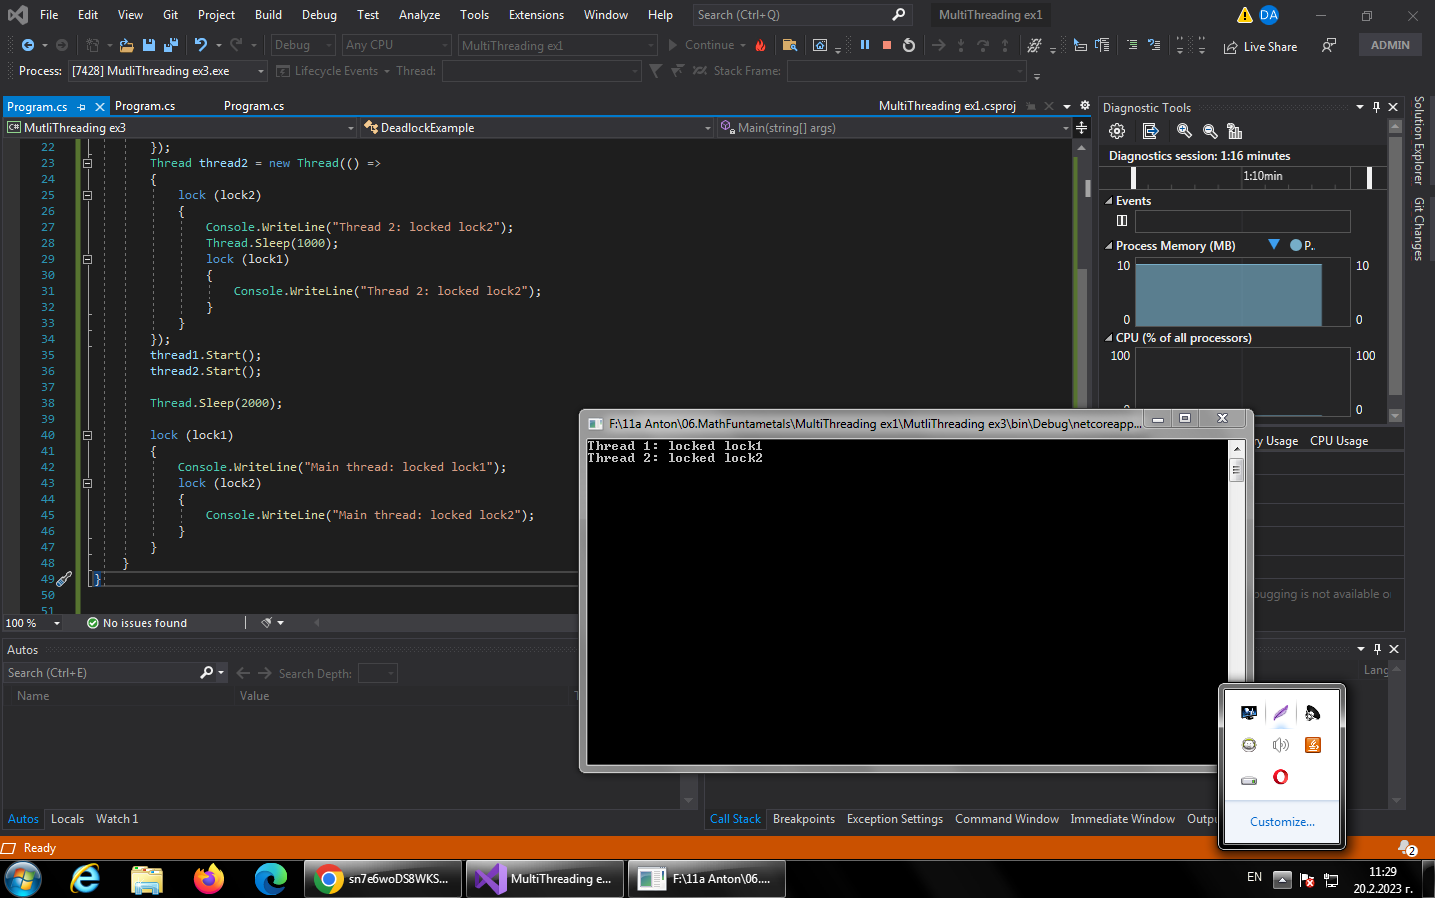 File Edit View Git Project Build Debug Test Analyze Tools Extensions Window Help Search (Ctrl+Q) MultiThreading ex1 DA
Debug Any CPU MultiThreading ex1 Continue Live Share ADMIN
Process: [7428] MutliThreading ex3.exe Lifecycle Events Thread: Stack Frame:
Program.cs Program.cs Program.cs MultiThreading ex1.csproj
C# MutliThreading ex3 DeadlockExample Main(string[] args)
22 });
23 Thread thread2 = new Thread(() =>
24 {
25 lock (lock2)
26 {
27 Console.WriteLine("Thread 2: locked lock2");
28 Thread.Sleep(1000);
29 lock (lock1)
30 {
31 Console.WriteLine("Thread 2: locked lock2");
32 }
33 }
34 });
35 thread1.Start();
36 thread2.Start();
37
38 Thread.Sleep(2000);
39
40 lock (lock1)
41 {
42 Console.WriteLine("Main thread: locked lock1");
43 lock (lock2)
44 {
45 Console.WriteLine("Main thread: locked lock2");
46 }
47 }
48 }
49 }
50
51
100 % No issues found
Diagnostic Tools
Diagnostics session: 1:16 minutes
1:10min
Events
Process Memory (MB) P..
10 10
0 0
CPU (% of all processors)
100 100
0 0
ry Usage CPU Usage
bugging is not available o
Solution Explorer
Git Changes
F:\11a Anton\06.MathFuntametals\MultiThreading ex1\MutliThreading ex3\bin\Debug\netcoreapp...
Thread 1: locked lock1
Thread 2: locked lock2
Autos
Search (Ctrl+E) Search Depth:
Name Value T
Lang
Autos Locals Watch 1
Call Stack Breakpoints Exception Settings Command Window Immediate Window Outpu
Customize...
Ready 2
sn7e6woDS8WKS... MultiThreading e... F:\11a Anton\06....
EN 11:29
20.2.2023 г.